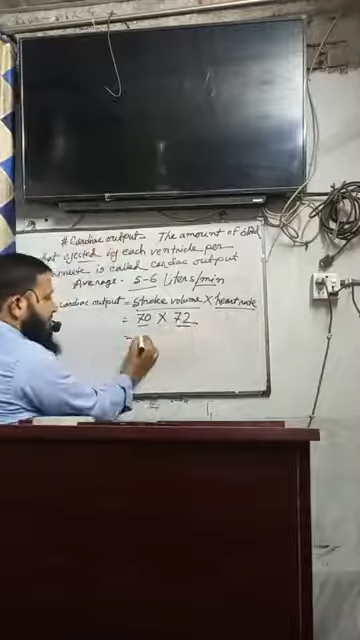 # Cardiac output - The amount of blood
that ejected by each ventricle per
minute is called cardiac output
Average - 5-6 liters/min
cardiac output = stroke volume X heart rate
= 70 X 72
=